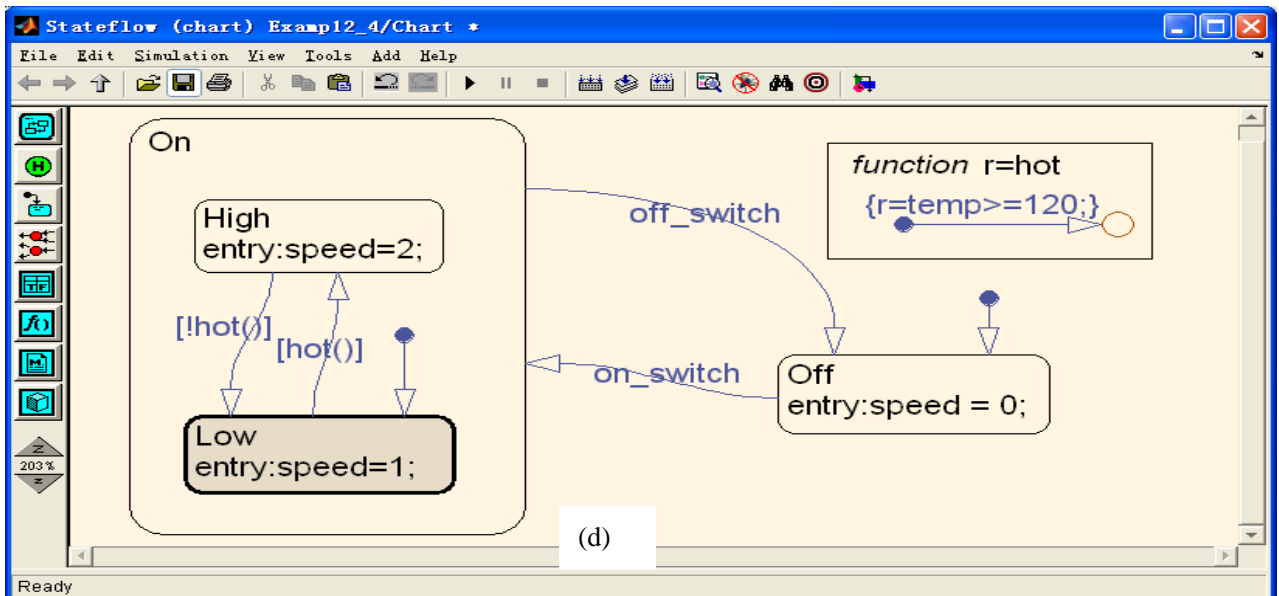 Stateflow (chart) Examp12_4/Chart *
File Edit Simulation View Tools Add Help
On
High
entry:speed=2;
[!hot()]
[hot()]
Low
entry:speed=1;
off_switch
on_switch
function r=hot
{r=temp>=120;}
Off
entry:speed = 0;
H
TF
f()
M
Z
203%
Z
(d)
Ready